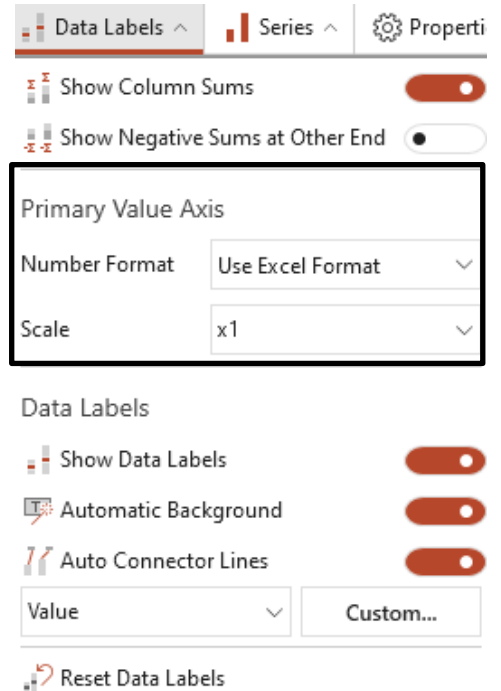 Data Labels Series Properti
Show Column Sums
Show Negative Sums at Other End
Primary Value Axis
Number Format Use Excel Format
Scale x1
Data Labels
Show Data Labels
Automatic Background
Auto Connector Lines
Value Custom...
Reset Data Labels